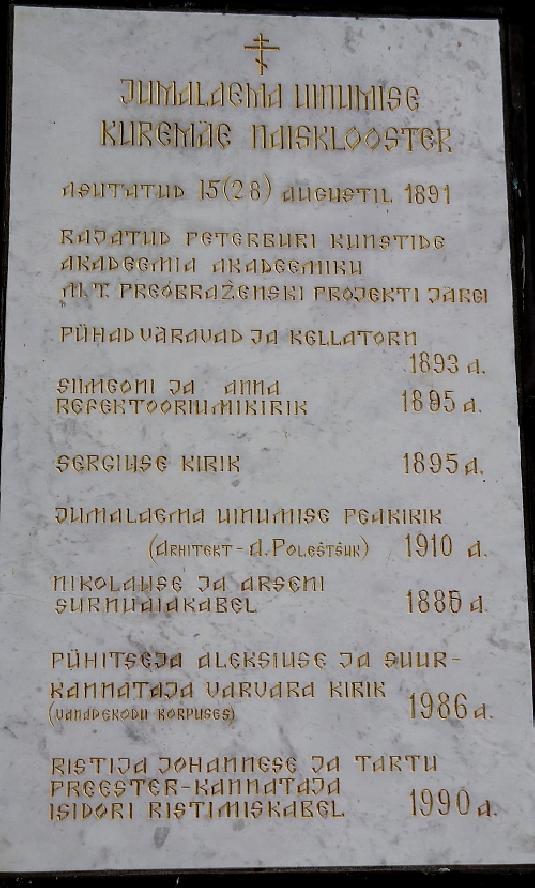 JUMALAEMA UINUMISE
KUREMÄE NAISKLOOSTER
ASUTATUD 15(28) AUGUSTIL 1891
RAJATUD PETERBURI KUNSTIDE
AKADEEMIA AKADEEMIKU
M.T. PREOBRAŽENSKI PROJEKTI JÄRGI
PÜHAD VÄRAVAD JA KELLATORN
1893 A.
SIIMEONI JA ANNA
REFEKTOORIUMIKIRIK 1895 A.
SERGIUSE KIRIK 1895 A.
JUMALAEMA UINUMISE PEAKIRIK
(ARHITEKT - A. POLEŠTŠUK) 1910 A.
NIKOLAUSE JA ARSENI
SURNUAIAKABEL 1885 A.
PÜHITSEJA ALEKSIUSE JA SUUR-
KANNATAJA VARVARA KIRIK
(VANADEKODU KORPUSES) 1986 A.
RISTIJA JOHANNESE JA TARTU
PREESTER-KANNATAJA
ISIDORI RISTIMISKABEL 1990 A.